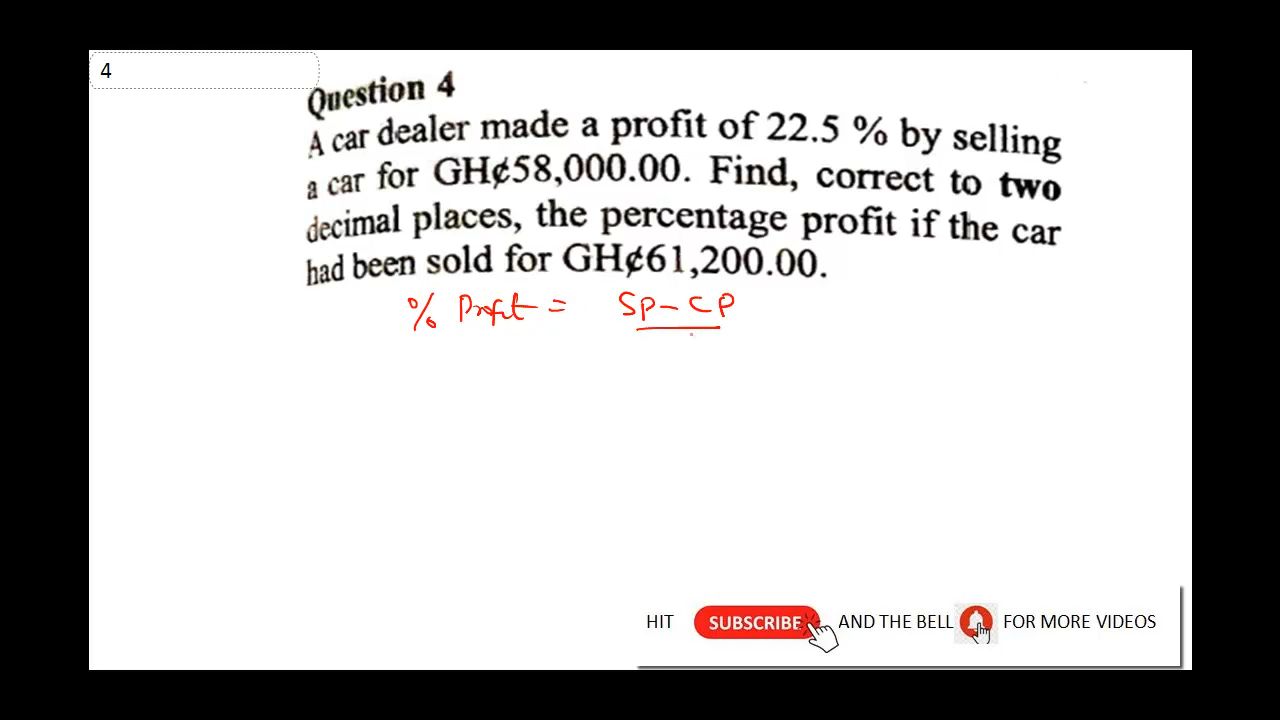 4
Question 4
A car dealer made a profit of 22.5 % by selling
a car for GH¢58,000.00. Find, correct to two
decimal places, the percentage profit if the car
had been sold for GH¢61,200.00.
% Profit = SP - CP
HIT SUBSCRIBE AND THE BELL FOR MORE VIDEOS